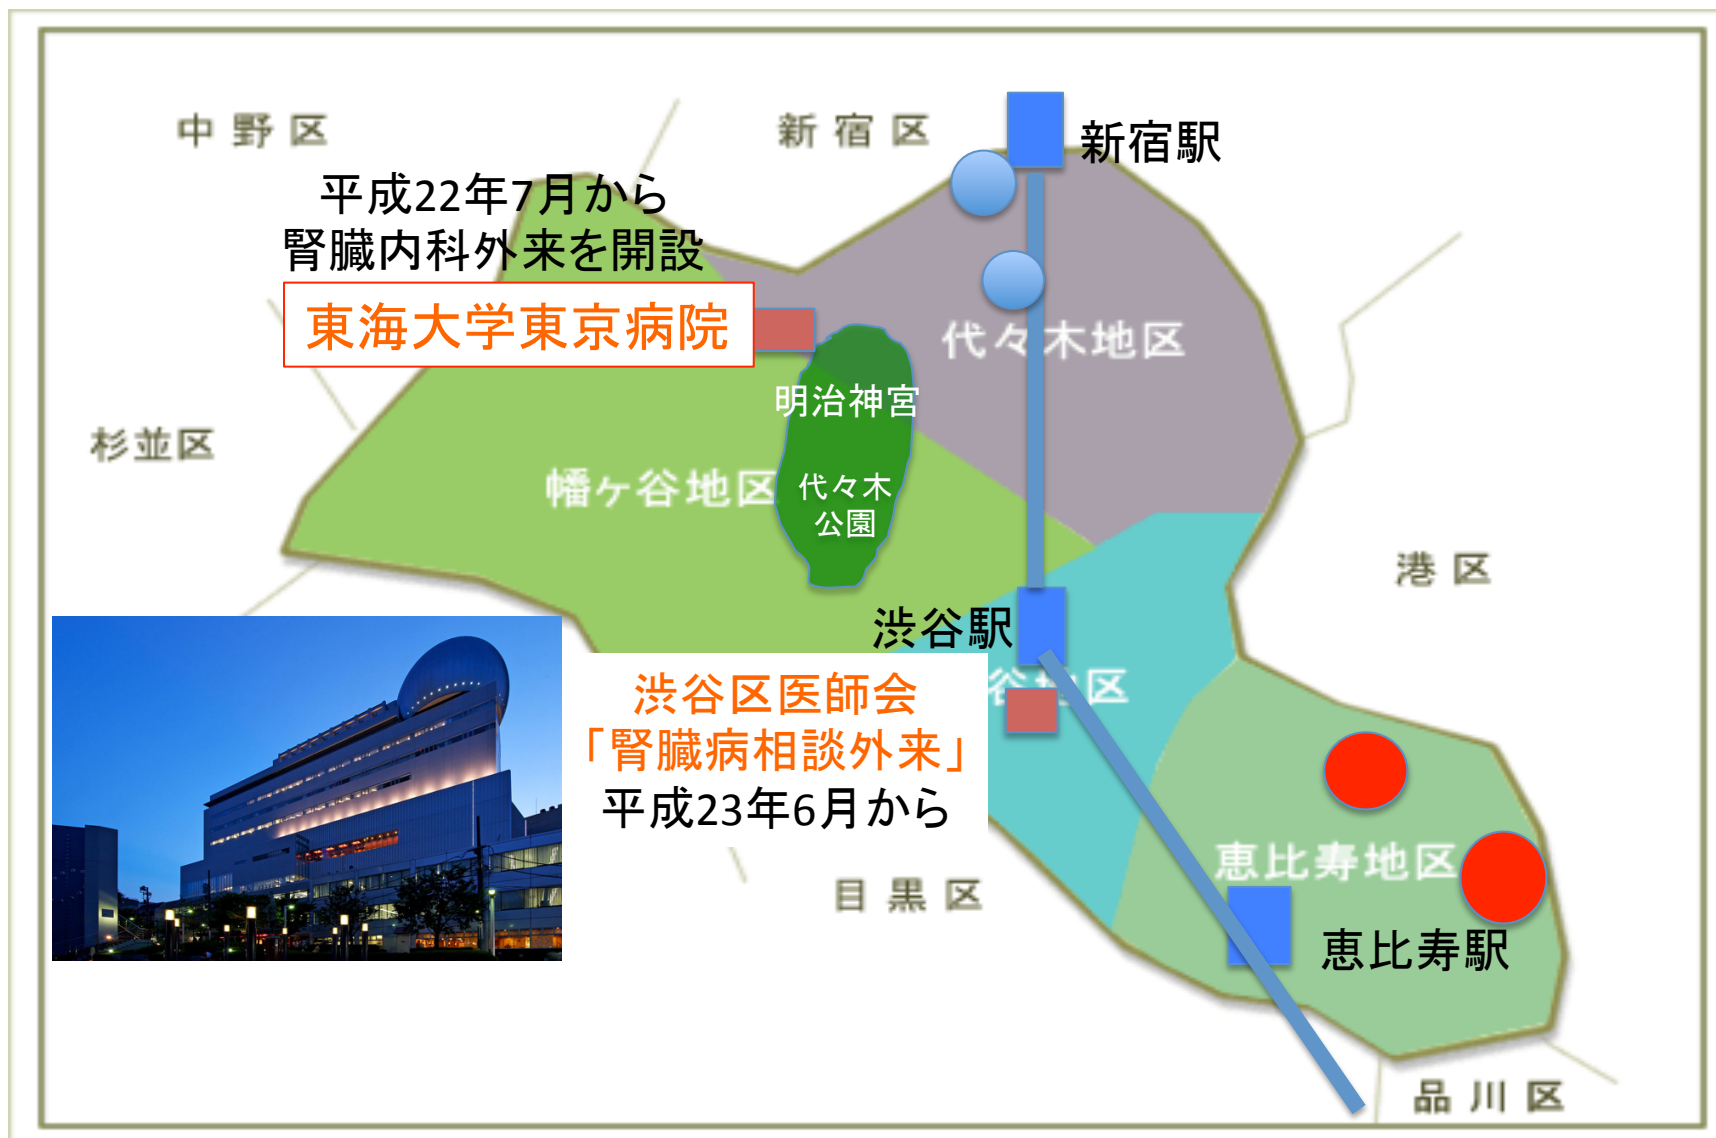 中野区
新宿区
新宿駅
平成22年7月から
腎臓内科外来を開設
東海大学東京病院
代々木地区
明治神宮
杉並区
幡ヶ谷地区
代々木
公園
港区
渋谷駅
谷地区
渋谷区医師会
「腎臓病相談外来」
平成23年6月から
恵比寿地区
目黒区
恵比寿駅
品川区